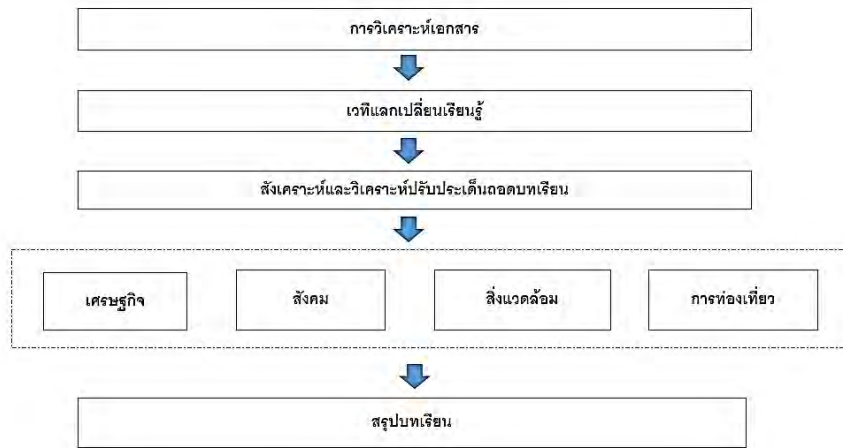 การวิเคราะห์เอกสาร
เวทีแลกเปลี่ยนเรียนรู้
สังเคราะห์และวิเคราะห์ปรับประเด็นถอดบทเรียน
เศรษฐกิจ
สังคม
สิ่งแวดล้อม
การท่องเที่ยว
สรุปบทเรียน